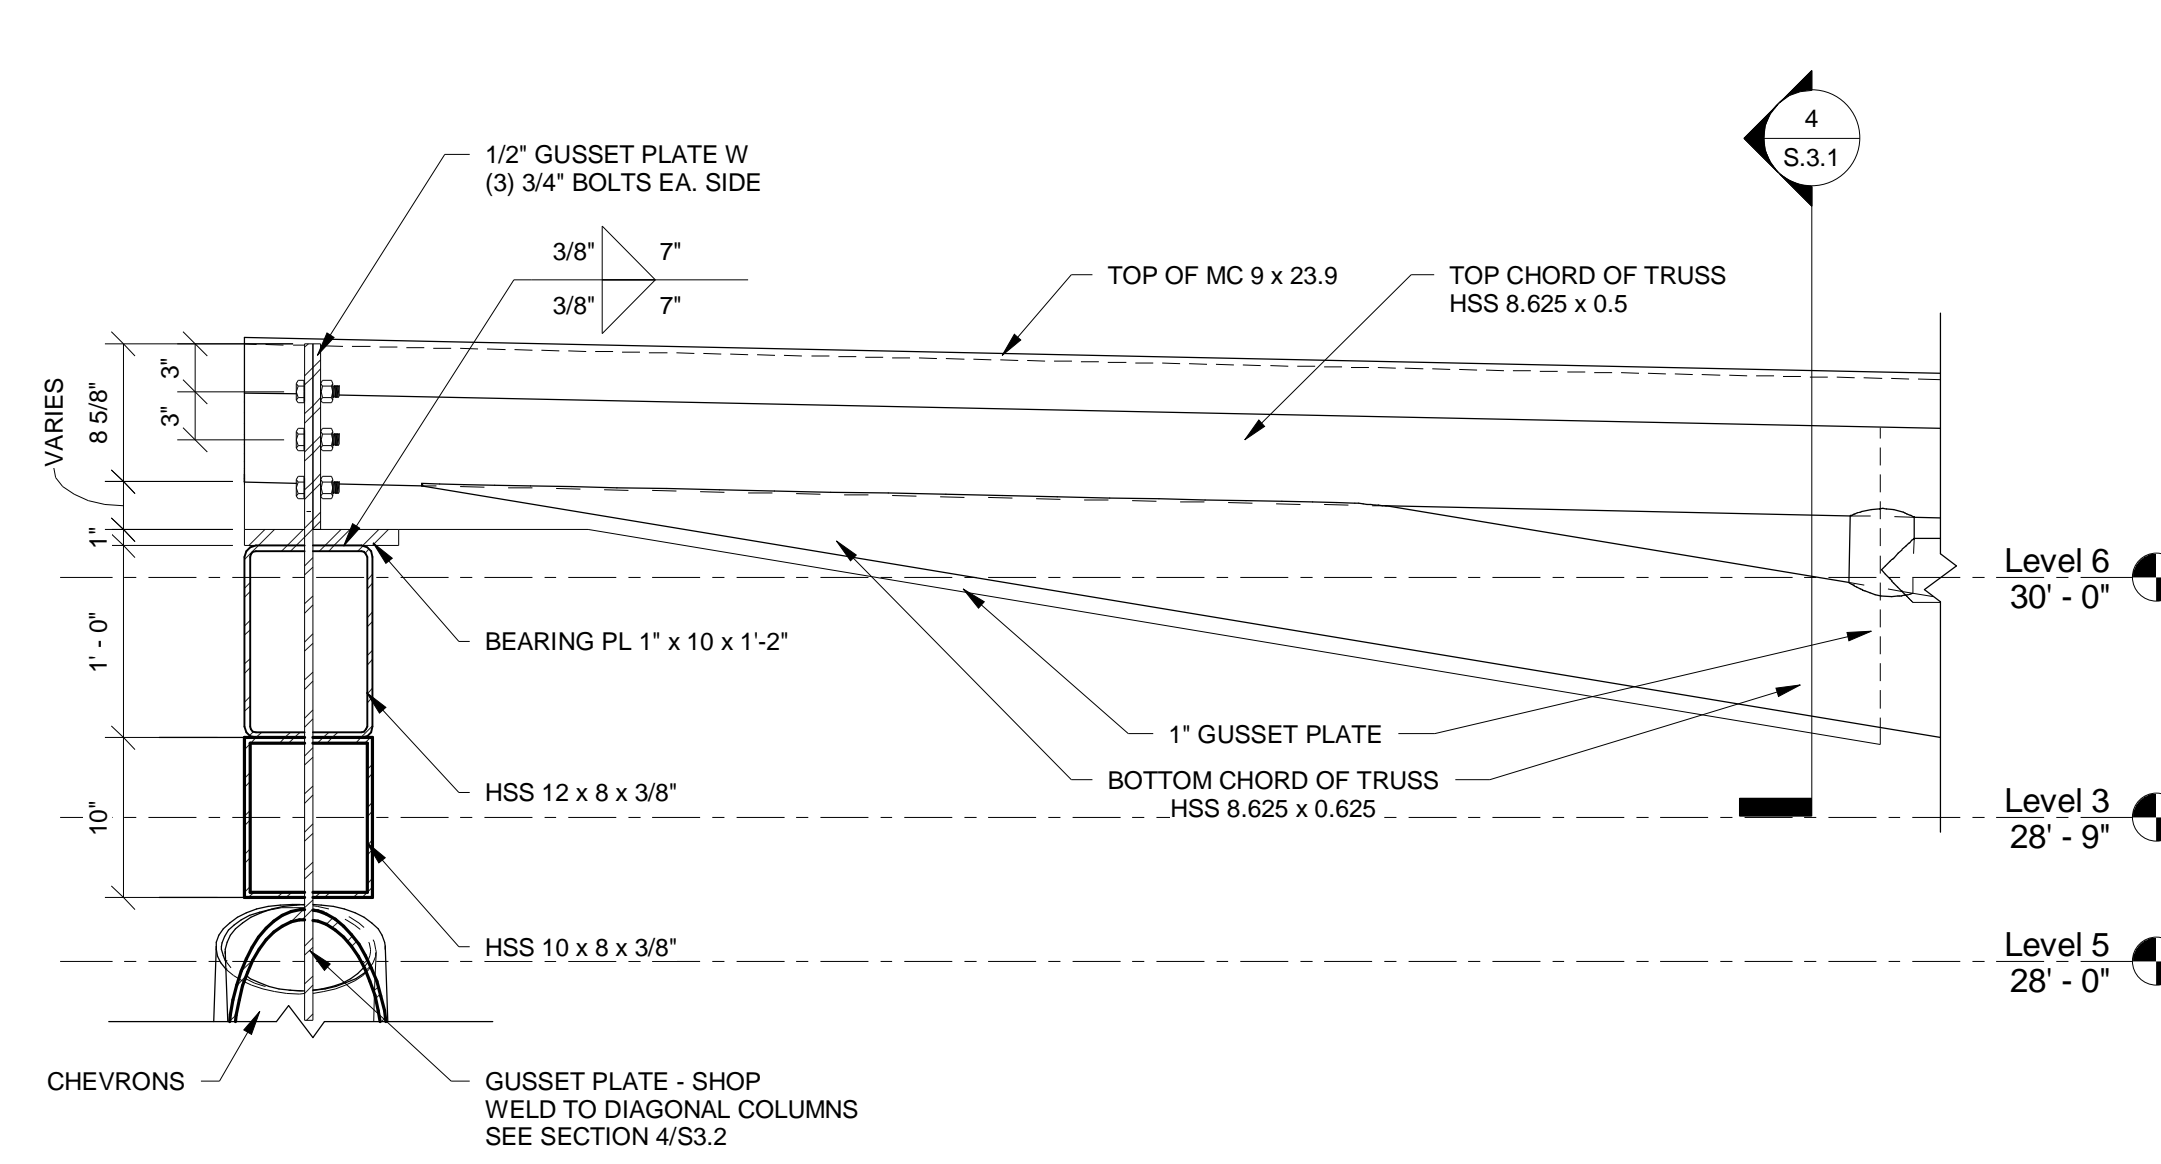 4
S.3.1
1/2" GUSSET PLATE W
(3) 3/4" BOLTS EA. SIDE
3/8" 7"
3/8" 7"
TOP OF MC 9 x 23.9
TOP CHORD OF TRUSS
HSS 8.625 x 0.5
VARIES
8 5/8"
3"
3"
1"
1' - 0"
10"
Level 6
30' - 0"
BEARING PL 1" x 10 x 1'-2"
1" GUSSET PLATE
BOTTOM CHORD OF TRUSS
HSS 8.625 x 0.625
HSS 12 x 8 x 3/8"
Level 3
28' - 9"
HSS 10 x 8 x 3/8"
Level 5
28' - 0"
CHEVRONS
GUSSET PLATE - SHOP
WELD TO DIAGONAL COLUMNS
SEE SECTION 4/S3.2